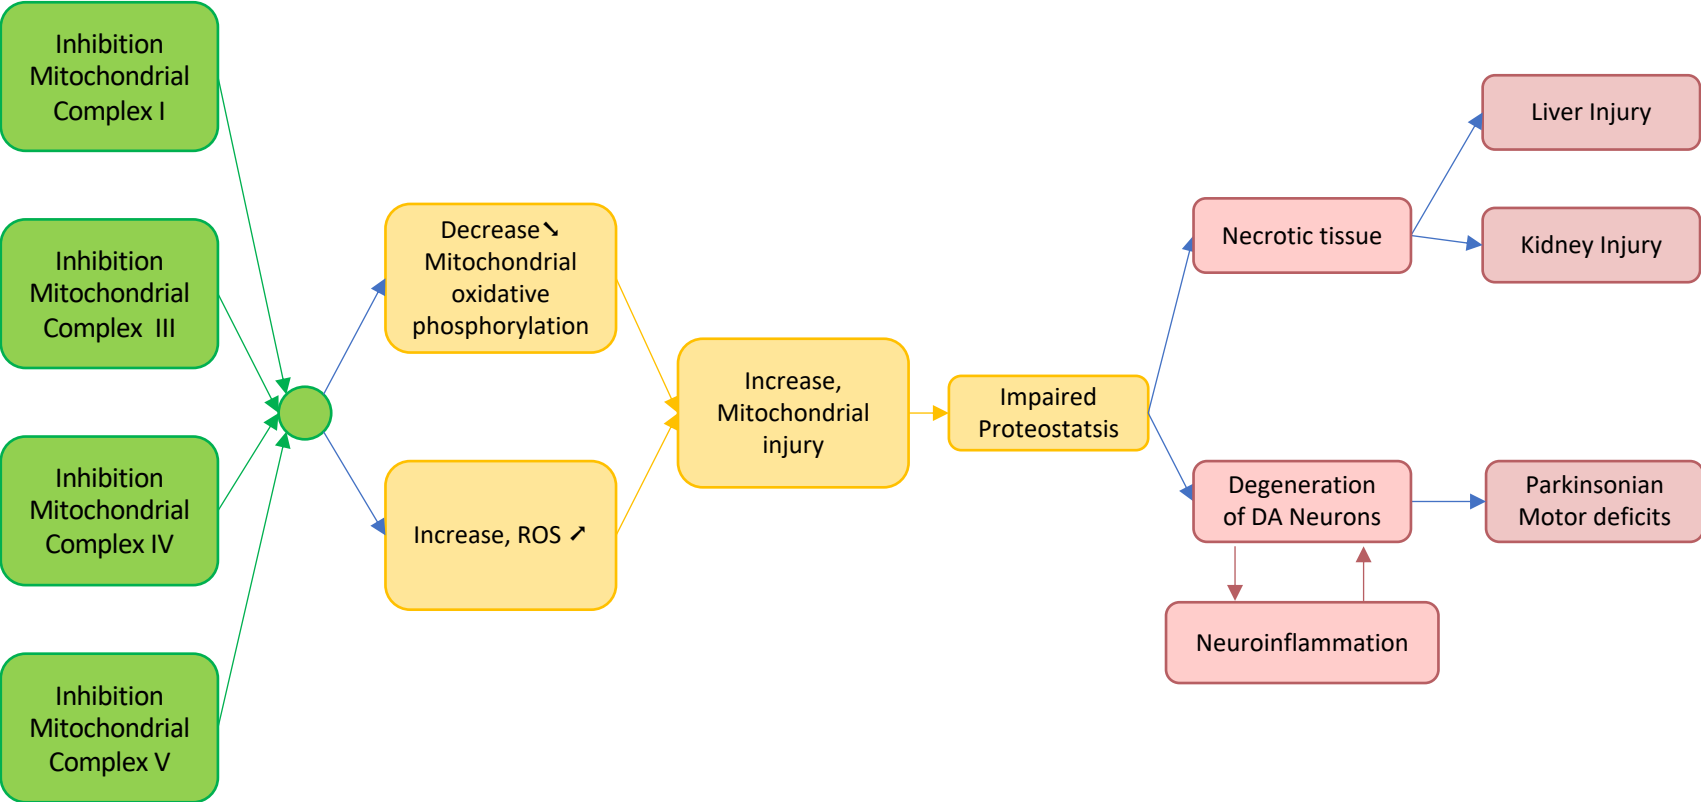 Inhibition
Mitochondrial
Complex I
Inhibition
Mitochondrial
Complex  III
Inhibition
Mitochondrial
Complex IV
Inhibition
Mitochondrial
Complex V
Decrease ➘
Mitochondrial
oxidative
phosphorylation
Increase, ROS ➚
Increase,
Mitochondrial
injury
Impaired
Proteostatsis
Necrotic tissue
Degeneration
of DA Neurons
Neuroinflammation
Liver Injury
Kidney Injury
Parkinsonian
Motor deficits